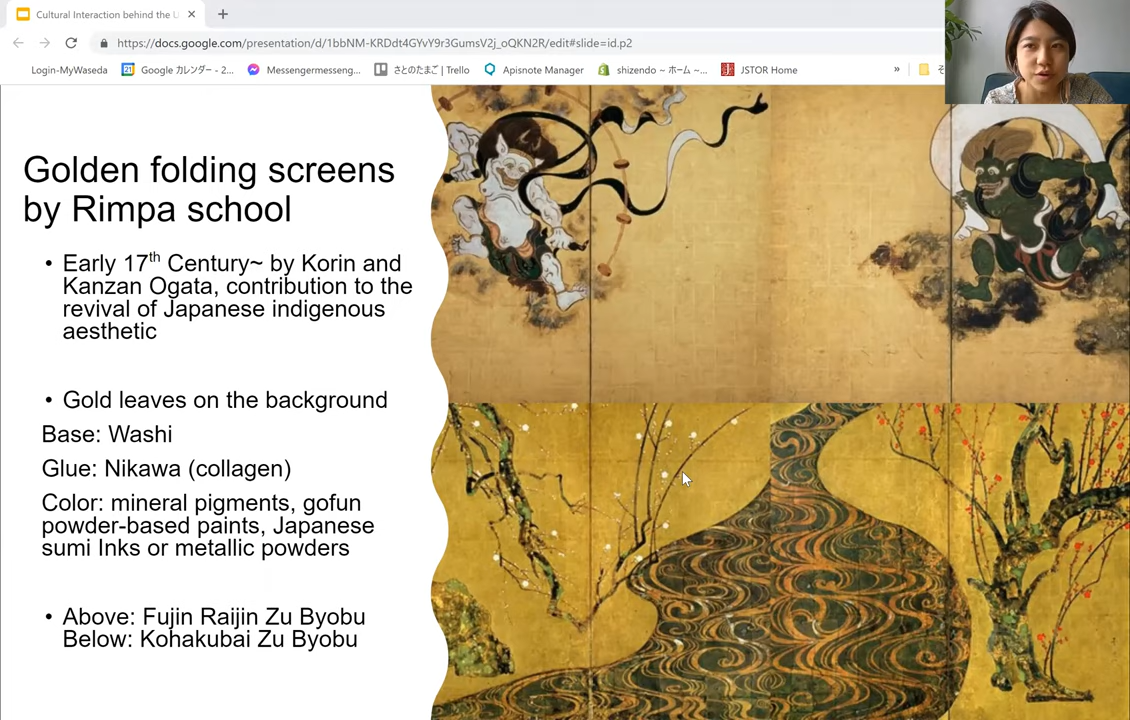 Cultural Interaction behind the U
https://docs.google.com/presentation/d/1bbNM-KRDdt4GYvY9r3GumsV2j_oQKN2R/edit#slide=id.p2
Login-MyWaseda
Google カレンダー - 2...
Messengermesseng...
さとのたまご | Trello
Apisnote Manager
shizendo ~ ホーム ~...
JSTOR Home
»
そ
Golden folding screens
by Rimpa school
• Early 17th Century~ by Korin and
Kanzan Ogata, contribution to the
revival of Japanese indigenous
aesthetic
• Gold leaves on the background
Base: Washi
Glue: Nikawa (collagen)
Color: mineral pigments, gofun
powder-based paints, Japanese
sumi Inks or metallic powders
• Above: Fujin Raijin Zu Byobu
Below: Kohakubai Zu Byobu